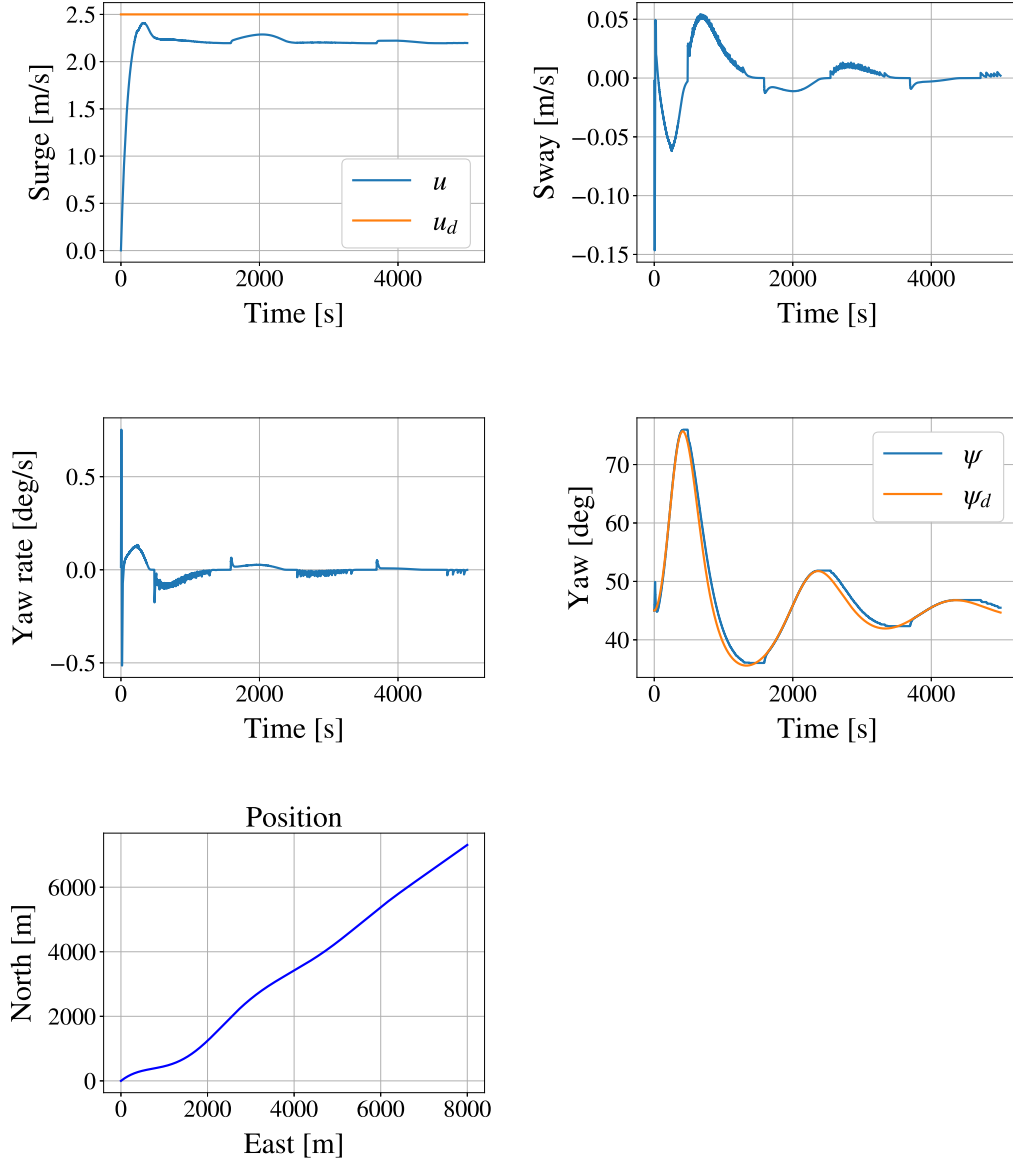 Surge [m/s]
2.5
2.0
1.5
1.0
0.5
0.0
u
u_d
0 2000 4000
Time [s]
Sway [m/s]
0.05
0.00
−0.05
−0.10
−0.15
0 2000 4000
Time [s]
Yaw rate [deg/s]
0.5
0.0
−0.5
0 2000 4000
Time [s]
Yaw [deg]
70
60
50
40
ψ
ψ_d
0 2000 4000
Time [s]
Position
North [m]
6000
4000
2000
0
0 2000 4000 6000 8000
East [m]